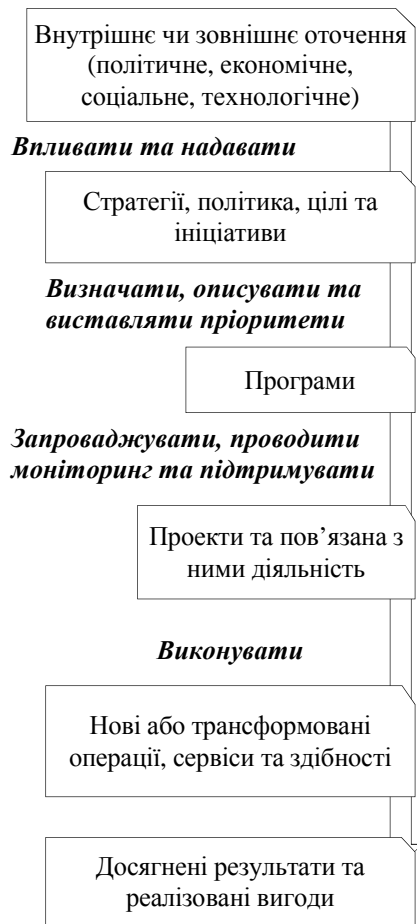 Внутрішнє чи зовнішнє оточення
(політичне, економічне,
соціальне, технологічне)
Впливати та надавати
Стратегії, політика, цілі та
ініціативи
Визначати, описувати та
виставляти пріоритети
Програми
Запроваджувати, проводити
моніторинг та підтримувати
Проекти та пов’язана з
ними діяльність
Виконувати
Нові або трансформовані
операції, сервіси та здібності
Досягнені результати та
реалізовані вигоди